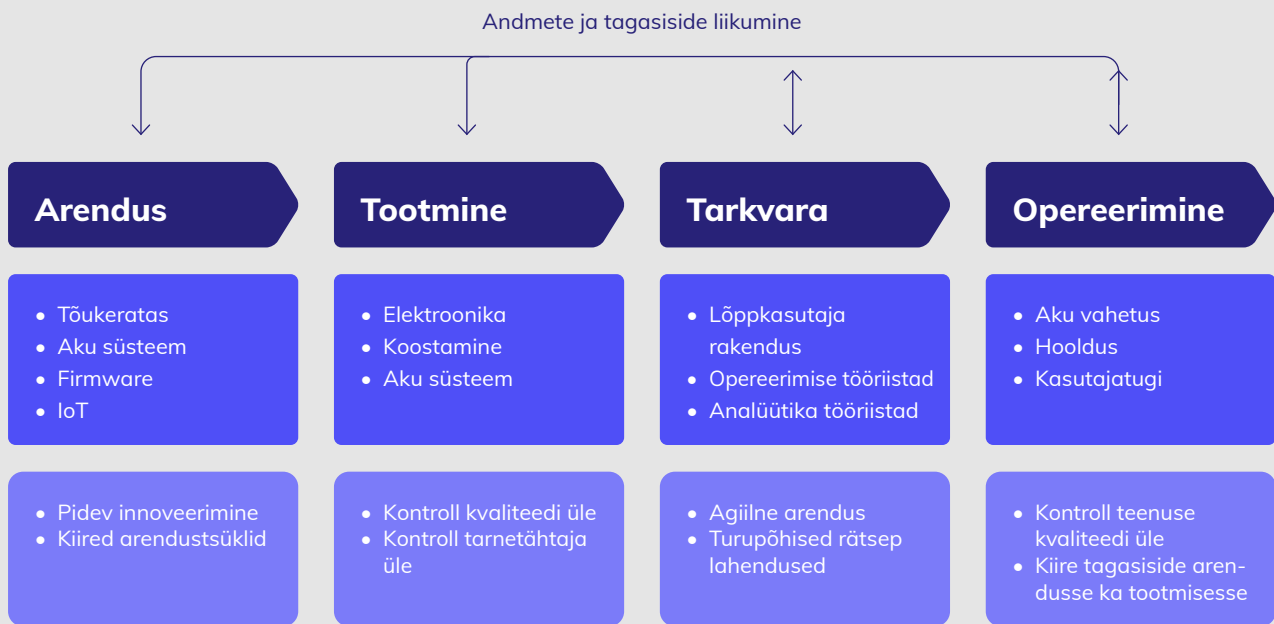 Andmete ja tagasiside liikumine
Arendus
• Tõukeratas
• Aku süsteem
• Firmware
• IoT
• Pidev innoveerimine
• Kiired arendustsüklid
Tootmine
• Elektroonika
• Koostamine
• Aku süsteem
• Kontroll kvaliteedi üle
• Kontroll tarnetähtaja
üle
Tarkvara
• Lõppkasutaja
rakendus
• Opereerimise tööriistad
• Analüütika tööriistad
• Agiilne arendus
• Turupõhised rätsep
lahendused
Opereerimine
• Aku vahetus
• Hooldus
• Kasutajatugi
• Kontroll teenuse
kvaliteedi üle
• Kiire tagasiside aren-
dusse ka tootmisesse